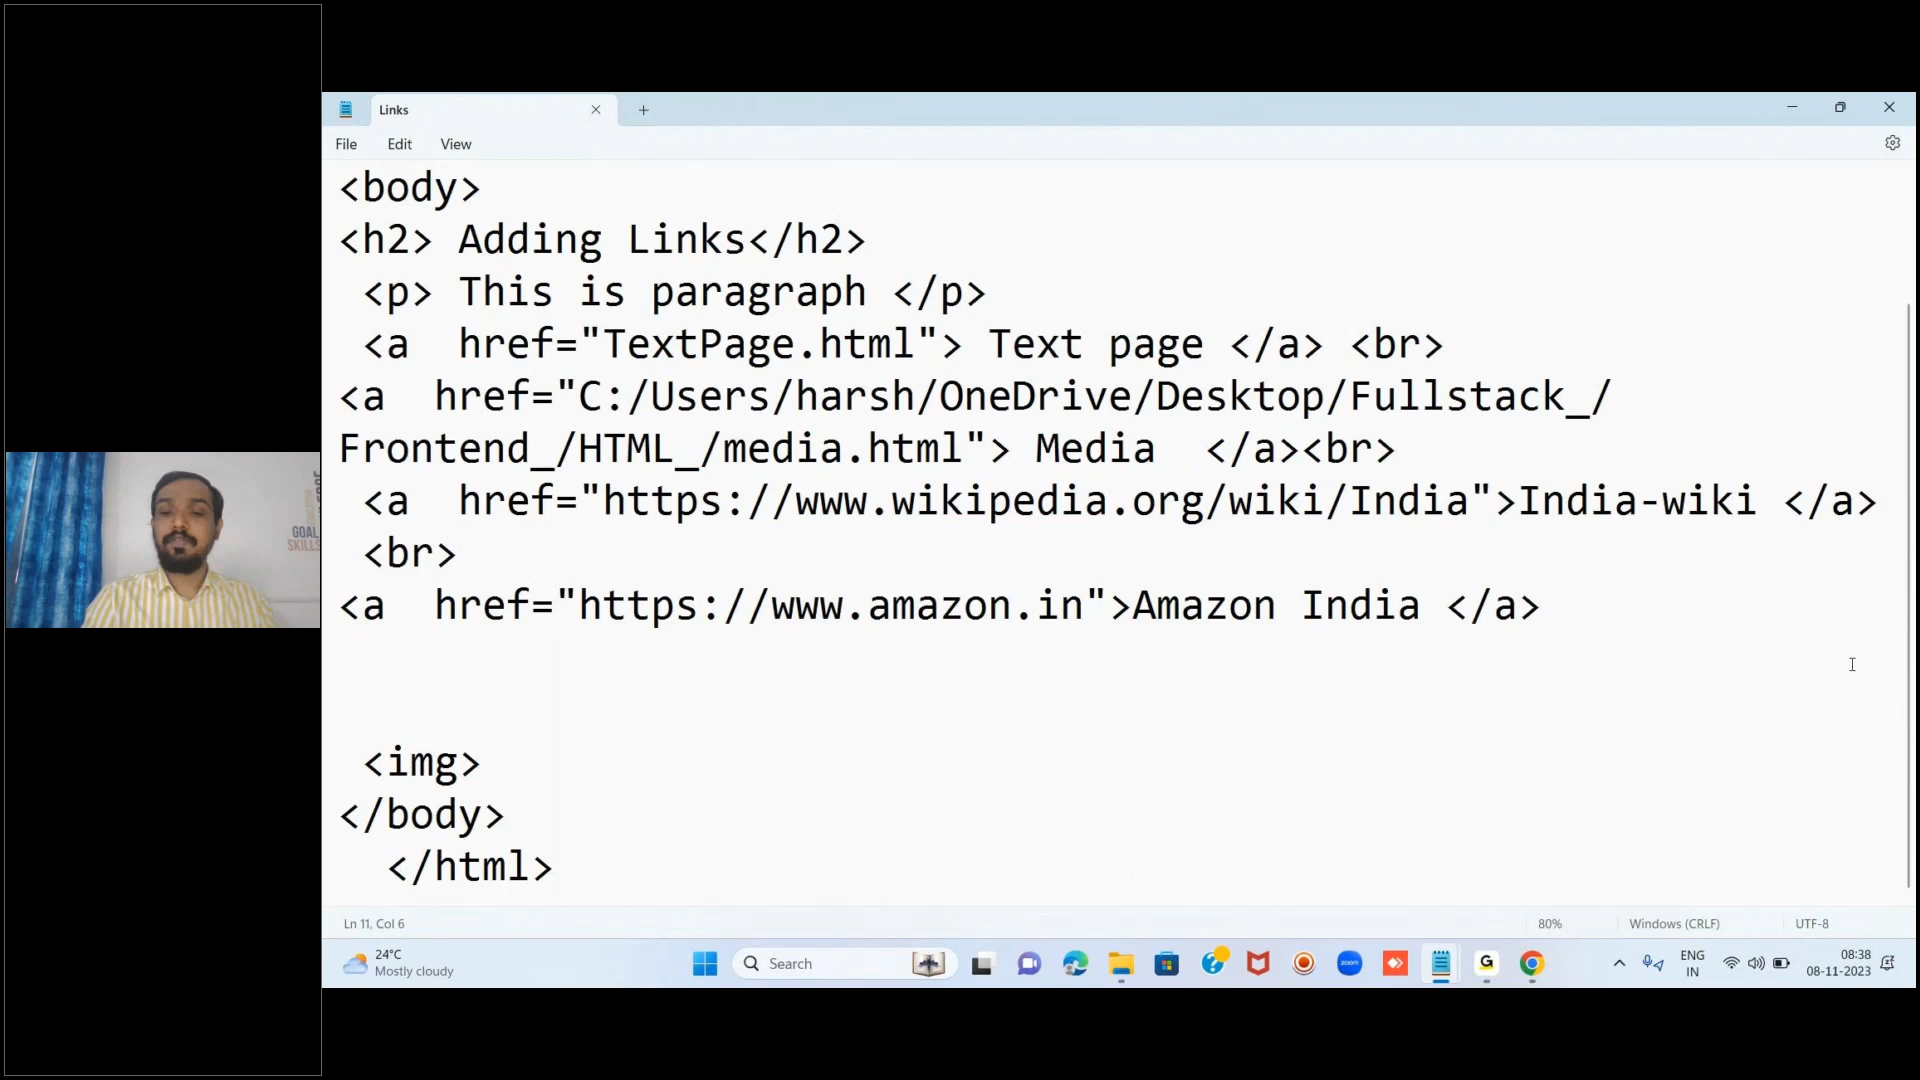 Links
File Edit View
<body>
<h2> Adding Links</h2>
<p> This is paragraph </p>
<a  href="TextPage.html"> Text page </a> <br>
<a  href="C:/Users/harsh/OneDrive/Desktop/Fullstack_/
Frontend_/HTML_/media.html"> Media  </a><br>
<a  href="https://www.wikipedia.org/wiki/India">India-wiki </a>
<br>
<a  href="https://www.amazon.in">Amazon India </a>
<img>
</body>
</html>
GOAL
SKILLS
Ln 11, Col 6
80%
Windows (CRLF)
UTF-8
24°C
Mostly cloudy
Search
zoom
G
ENG
IN
08:38
08-11-2023